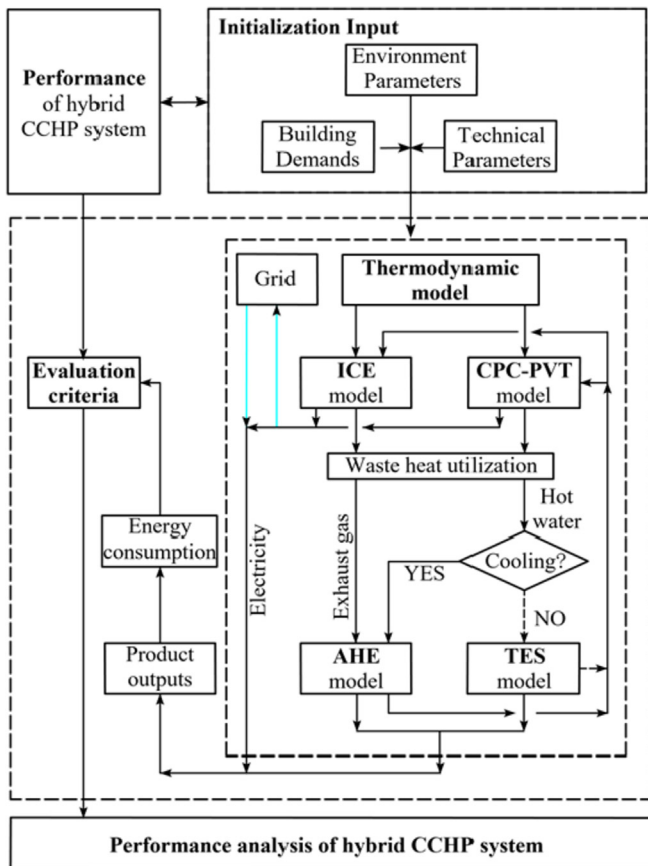 Performance
of hybrid
CCHP system
Initialization Input
Environment
Parameters
Building
Demands
Technical
Parameters
Grid
Thermodynamic
model
Evaluation
criteria
ICE
model
CPC-PVT
model
Waste heat utilization
Hot
water
Energy
consumption
Electricity
Exhaust gas
Cooling?
YES
NO
Product
outputs
AHE
model
TES
model
Performance analysis of hybrid CCHP system